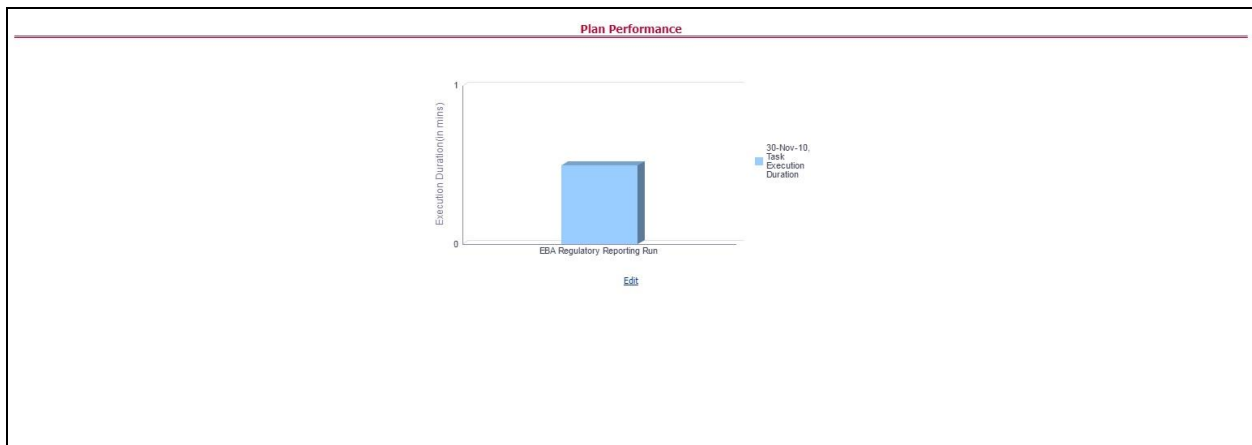 Plan Performance
1
Execution Duration(in mins)
0
EBA Regulatory Reporting Run
30-Nov-10,
Task
Execution
Duration
Edit